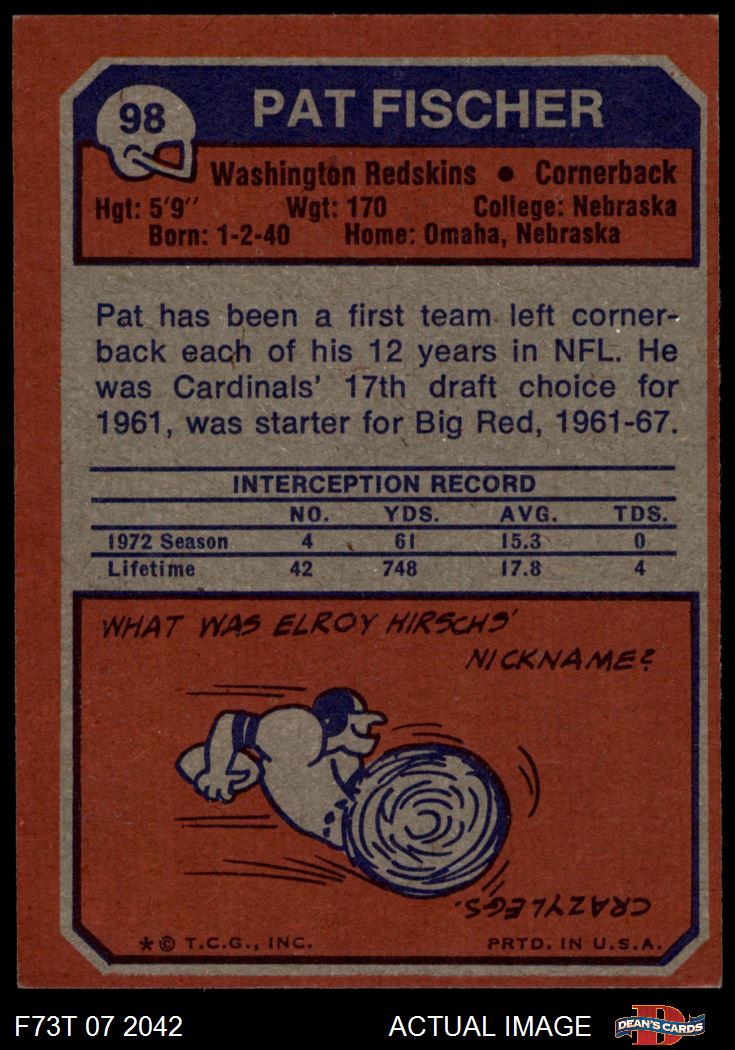 98
PAT FISCHER
Washington Redskins ● Cornerback
Hgt: 5'9" Wgt: 170 College: Nebraska
Born: 1-2-40 Home: Omaha, Nebraska
Pat has been a first team left corner-
back each of his 12 years in NFL. He
was Cardinals' 17th draft choice for
1961, was starter for Big Red, 1961-67.
INTERCEPTION RECORD
NO. YDS. AVG. TDS.
1972 Season 4 61 15.3 0
Lifetime 42 748 17.8 4
WHAT WAS ELROY HIRSCHS'
NICKNAME?
CRAZYLEGS.
*© T.C.G., INC. PRTD. IN U.S.A.
F73T 07 2042 ACTUAL IMAGE
D
DEAN'S CARDS